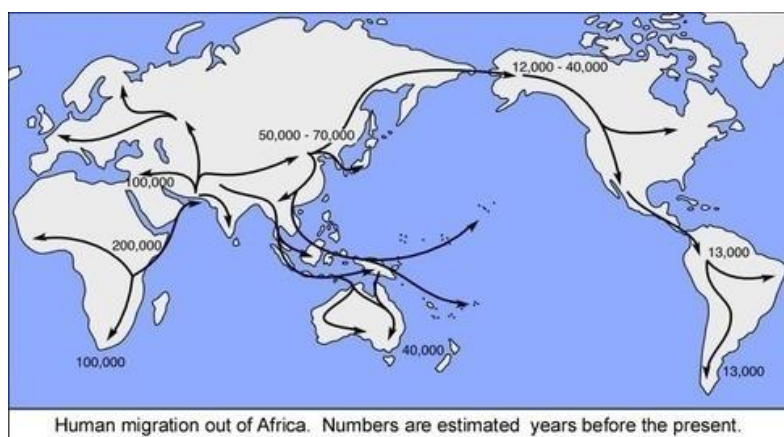 12,000 - 40,000
50,000 - 70,000
100,000
200,000
13,000
100,000
40,000
13,000
Human migration out of Africa. Numbers are estimated years before the present.